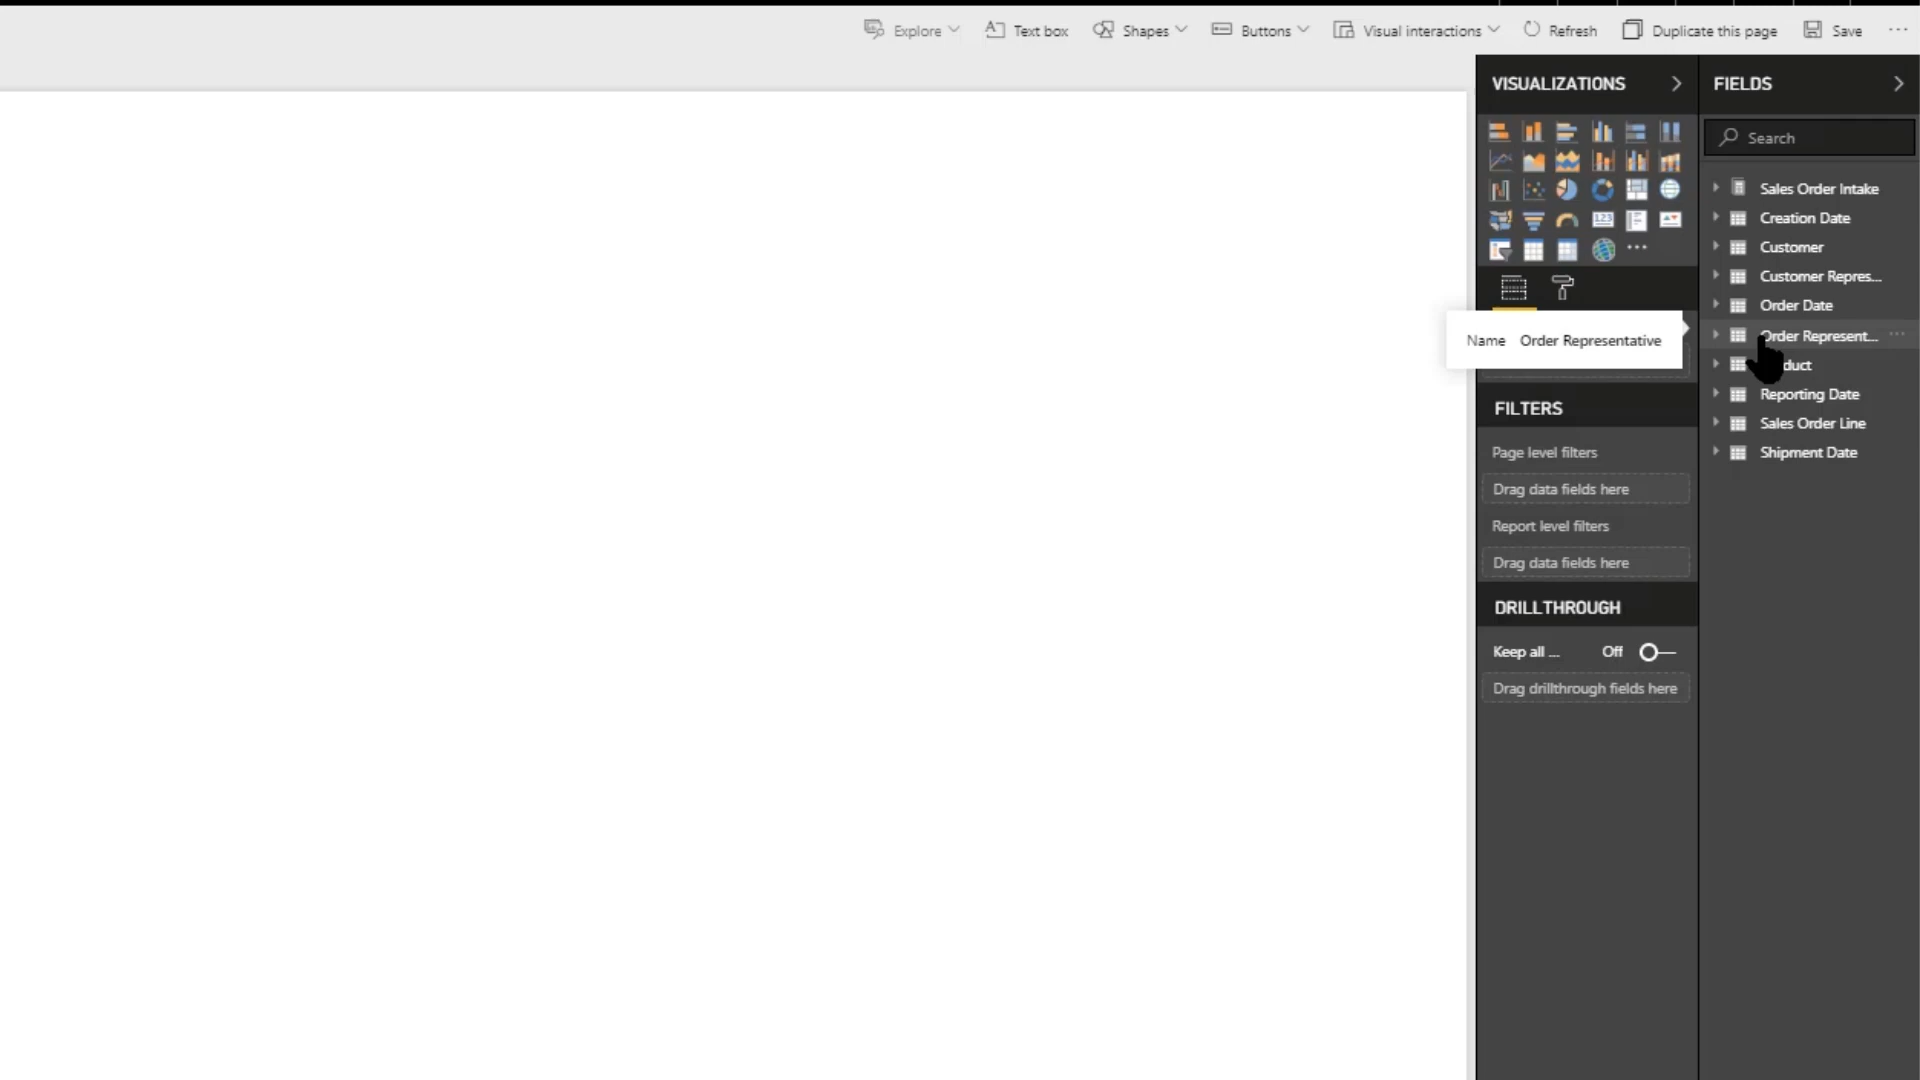 Explore
Text box
Shapes
Buttons
Visual interactions
Refresh
Duplicate this page
Save
VISUALIZATIONS
FIELDS
Search
Sales Order Intake
Creation Date
Customer
Customer Repres...
Order Date
Order Represent...
Reporting Date
Sales Order Line
Shipment Date
123
Name Order Representative
FILTERS
Page level filters
Drag data fields here
Report level filters
Drag data fields here
DRILLTHROUGH
Keep all ... Off
Drag drillthrough fields here